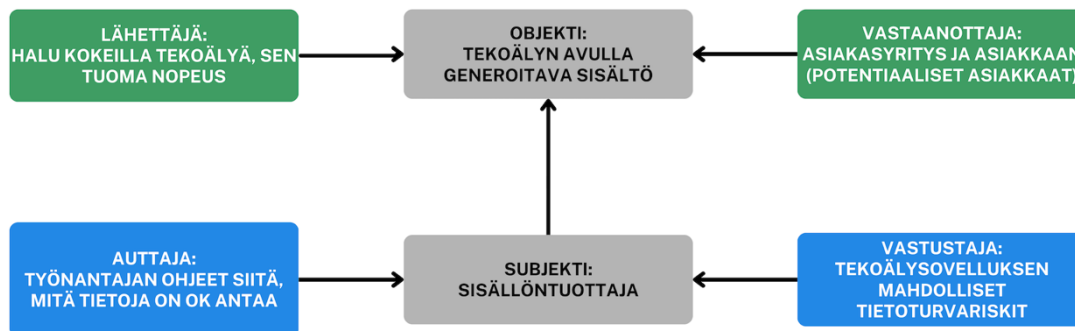 LÄHETTÄJÄ:
HALU KOKEILLA TEKOÄLYÄ, SEN
TUOMA NOPEUS
OBJEKTI:
TEKOÄLYN AVULLA
GENEROITAVA SISÄLTÖ
VASTAANOTTAJA:
ASIAKASYRITYS JA ASIAKKAAN
(POTENTIAALISET ASIAKKAAT)
AUTTAJA:
TYÖNANTAJAN OHJEET SIITÄ,
MITÄ TIETOJA ON OK ANTAA
SUBJEKTI:
SISÄLLÖNTUOTTAJA
VASTUSTAJA:
TEKOÄLYSOVELLUKSEN
MAHDOLLISET
TIETOTURVARISKIT